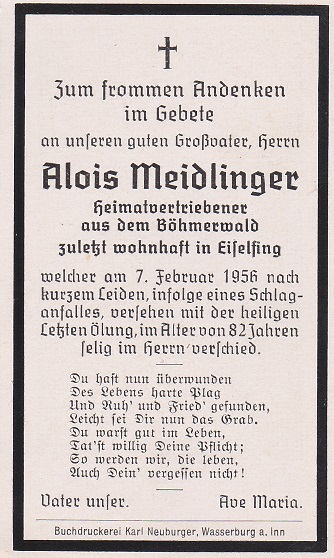 Zum frommen Andenken
im Gebete
an unseren guten Großvater, Herrn
Alois Meidlinger
Heimatvertriebener
aus dem Böhmerwald
zuletzt wohnhaft in Eiselfing
welcher am 7. Februar 1956 nach
kurzem Leiden, infolge eines Schlag-
anfalles, versehen mit der heiligen
Letzten Ölung, im Alter von 82 Jahren
selig im Herrn verschied.
Du hast nun überwunden
Des Lebens harte Plag
Und Ruh' und Fried' gefunden,
Leicht sei Dir nun das Grab.
Du warst gut im Leben,
Tat'st willig Deine Pflicht;
So werden wir, die leben,
Auch Dein' vergessen nicht!
Vater unser. Ave Maria.
Buchdruckerei Karl Neuburger, Wasserburg a. Inn